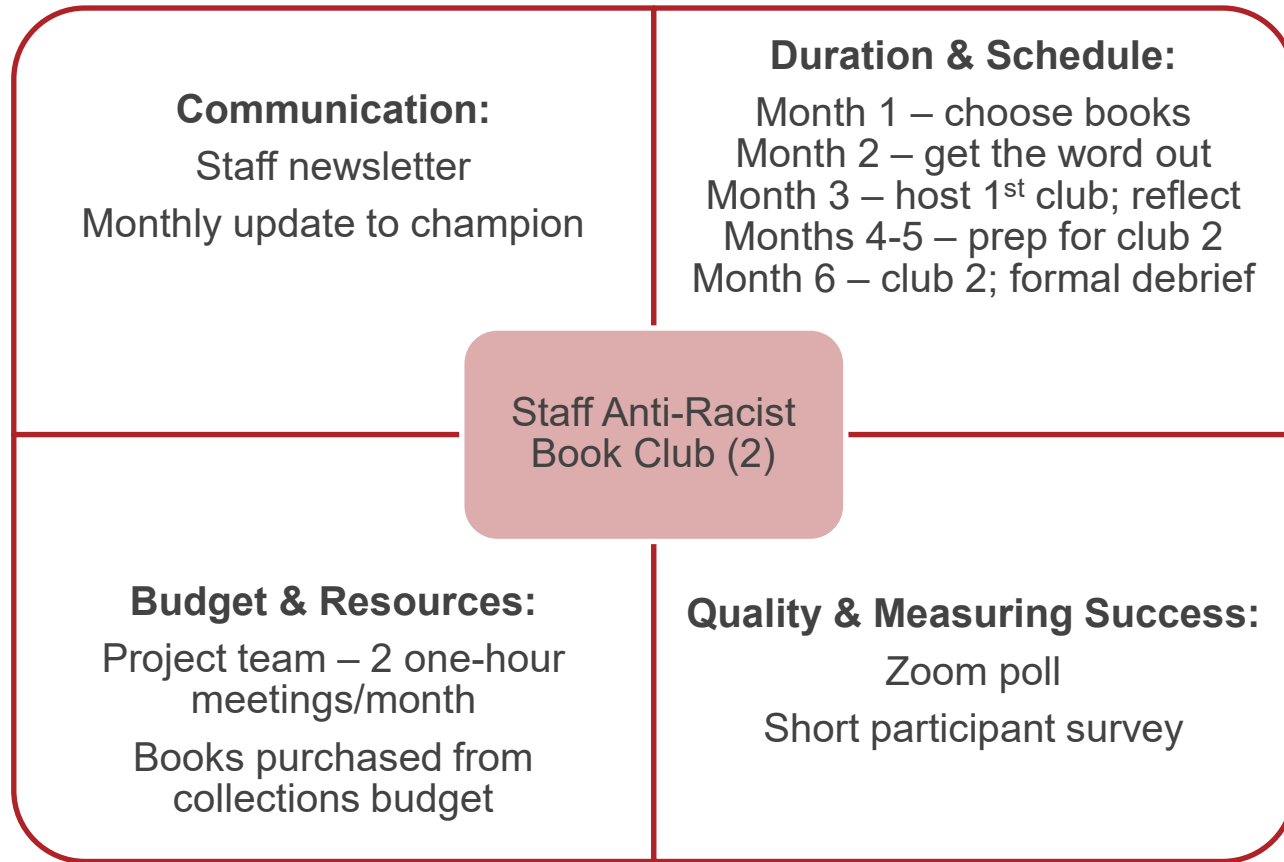 Communication:
Staff newsletter
Monthly update to champion
Duration & Schedule:
Month 1 – choose books
Month 2 – get the word out
Month 3 – host 1st club; reflect
Months 4-5 – prep for club 2
Month 6 – club 2; formal debrief
Staff Anti-Racist
Book Club (2)
Budget & Resources:
Project team – 2 one-hour
meetings/month
Books purchased from
collections budget
Quality & Measuring Success:
Zoom poll
Short participant survey